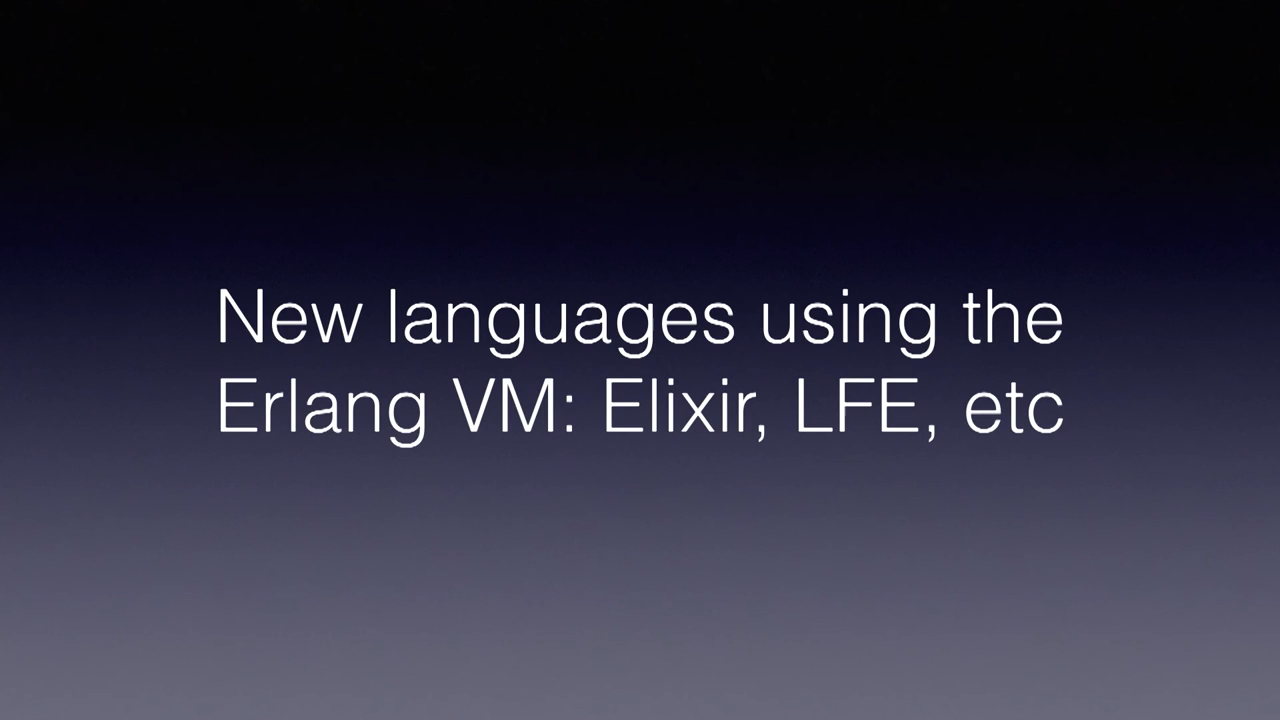 New languages using the
Erlang VM: Elixir, LFE, etc